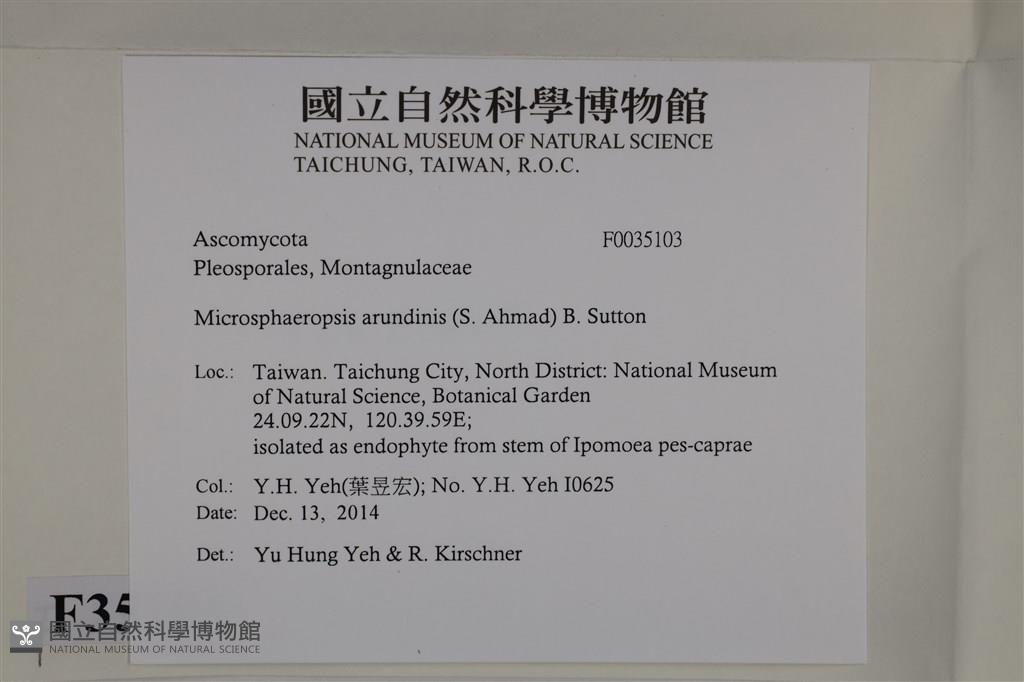 國立自然科學博物館
NATIONAL MUSEUM OF NATURAL SCIENCE
TAICHUNG, TAIWAN, R.O.C.
Ascomycota F0035103
Pleosporales, Montagnulaceae
Microsphaeropsis arundinis (S. Ahmad) B. Sutton
Loc.: Taiwan. Taichung City, North District: National Museum
of Natural Science, Botanical Garden
24.09.22N, 120.39.59E;
isolated as endophyte from stem of Ipomoea pes-caprae
Col.: Y.H. Yeh(葉昱宏); No. Y.H. Yeh I0625
Date: Dec. 13, 2014
Det.: Yu Hung Yeh & R. Kirschner
F35
國立自然科學博物館
NATIONAL MUSEUM OF NATURAL SCIENCE